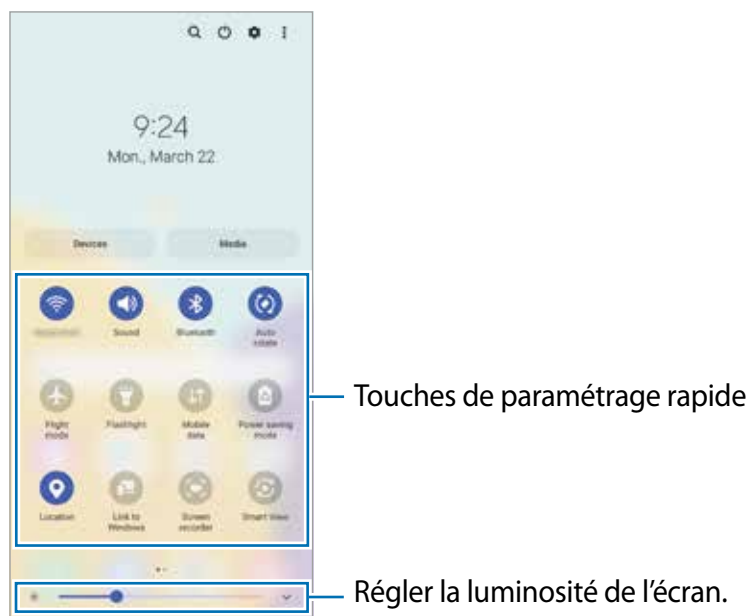 9:24
Mon., March 22
Devices Media
Sound Bluetooth Auto
rotate
Touches de paramétrage rapide
Flight Flashlight Mobile Power saving
mode data mode
Location Link to Screen Smart View
Windows recorder
Régler la luminosité de l'écran.